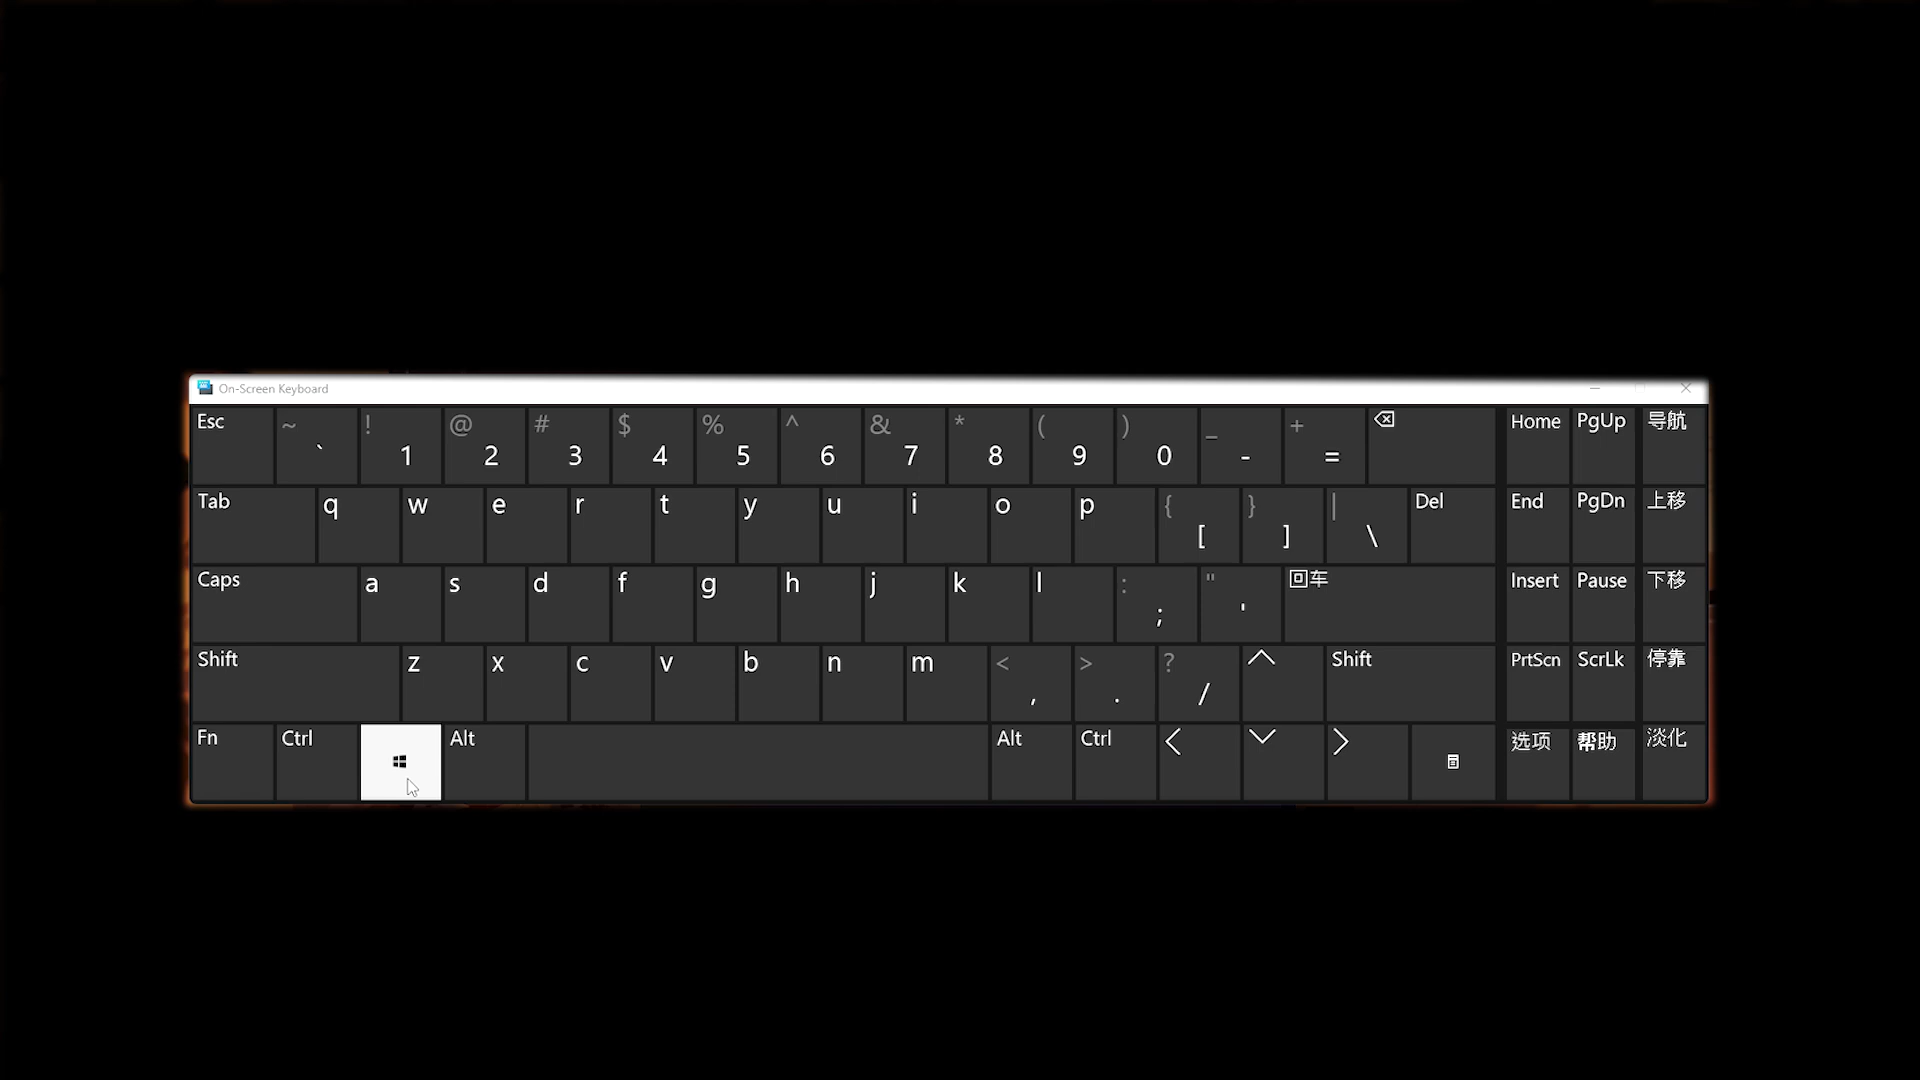 On-Screen Keyboard
Esc ~ ` ! 1 @ 2 # 3 $ 4 % 5 ^ 6 & 7 * 8 ( 9 ) 0 _ - + = Home PgUp 导航
Tab q w e r t y u i o p { [ } ] | \ Del End PgDn 上移
Caps a s d f g h j k l : ; " ' 回车 Insert Pause 下移
Shift z x c v b n m < , > . ? / Shift PrtScn ScrLk 停靠
Fn Ctrl Alt Alt Ctrl 选项 帮助 淡化